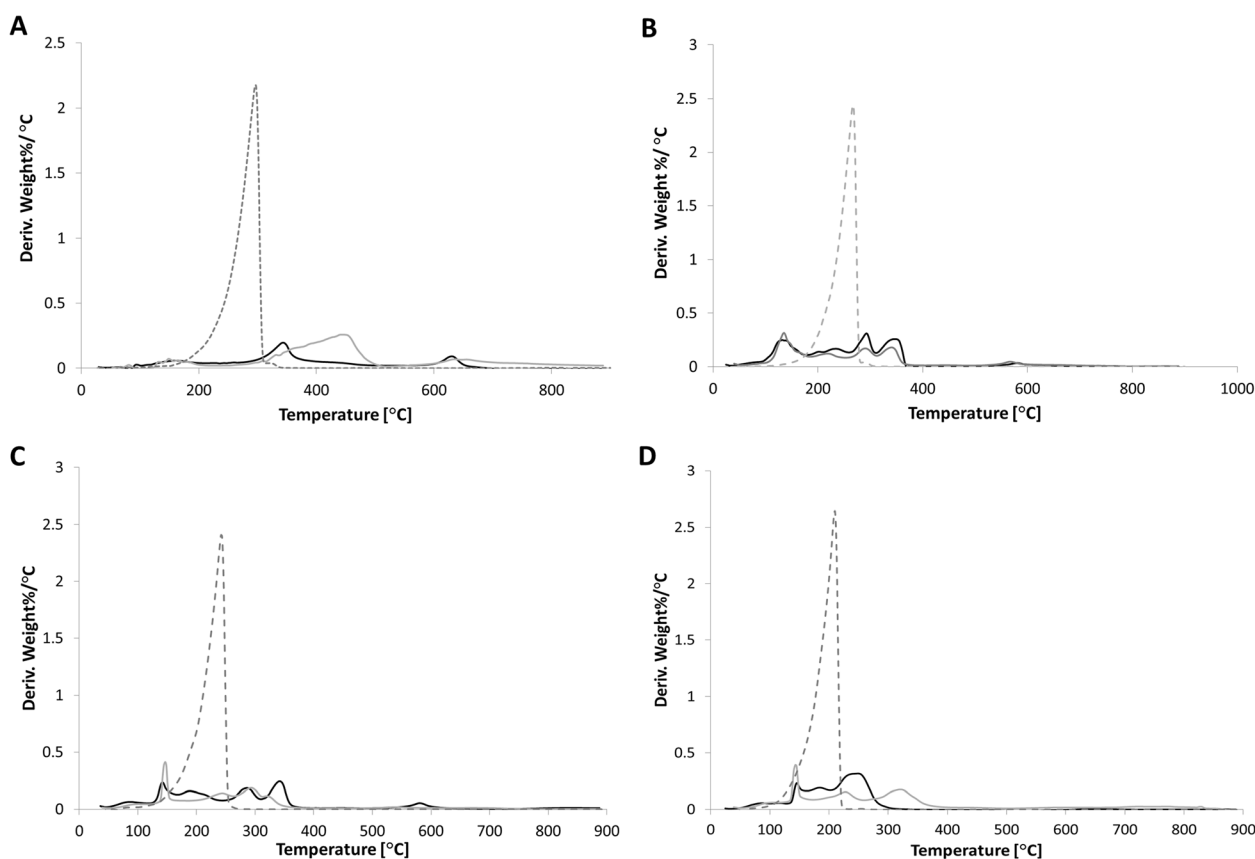 A
2.5
2
1.5
1
0.5
0
0 200 400 600 800
Deriv. Weight%/ °C
Temperature [°C]
B
3
2.5
2
1.5
1
0.5
0
0 200 400 600 800 1000
Deriv. Weight %/ °C
Temperature [°C]
C
3
2.5
2
1.5
1
0.5
0
0 100 200 300 400 500 600 700 800 900
Deriv. Weight%/°C
Temperature [°C]
D
3
2.5
2
1.5
1
0.5
0
0 100 200 300 400 500 600 700 800 900
Deriv. Weight%/°C
Temperature [°C]